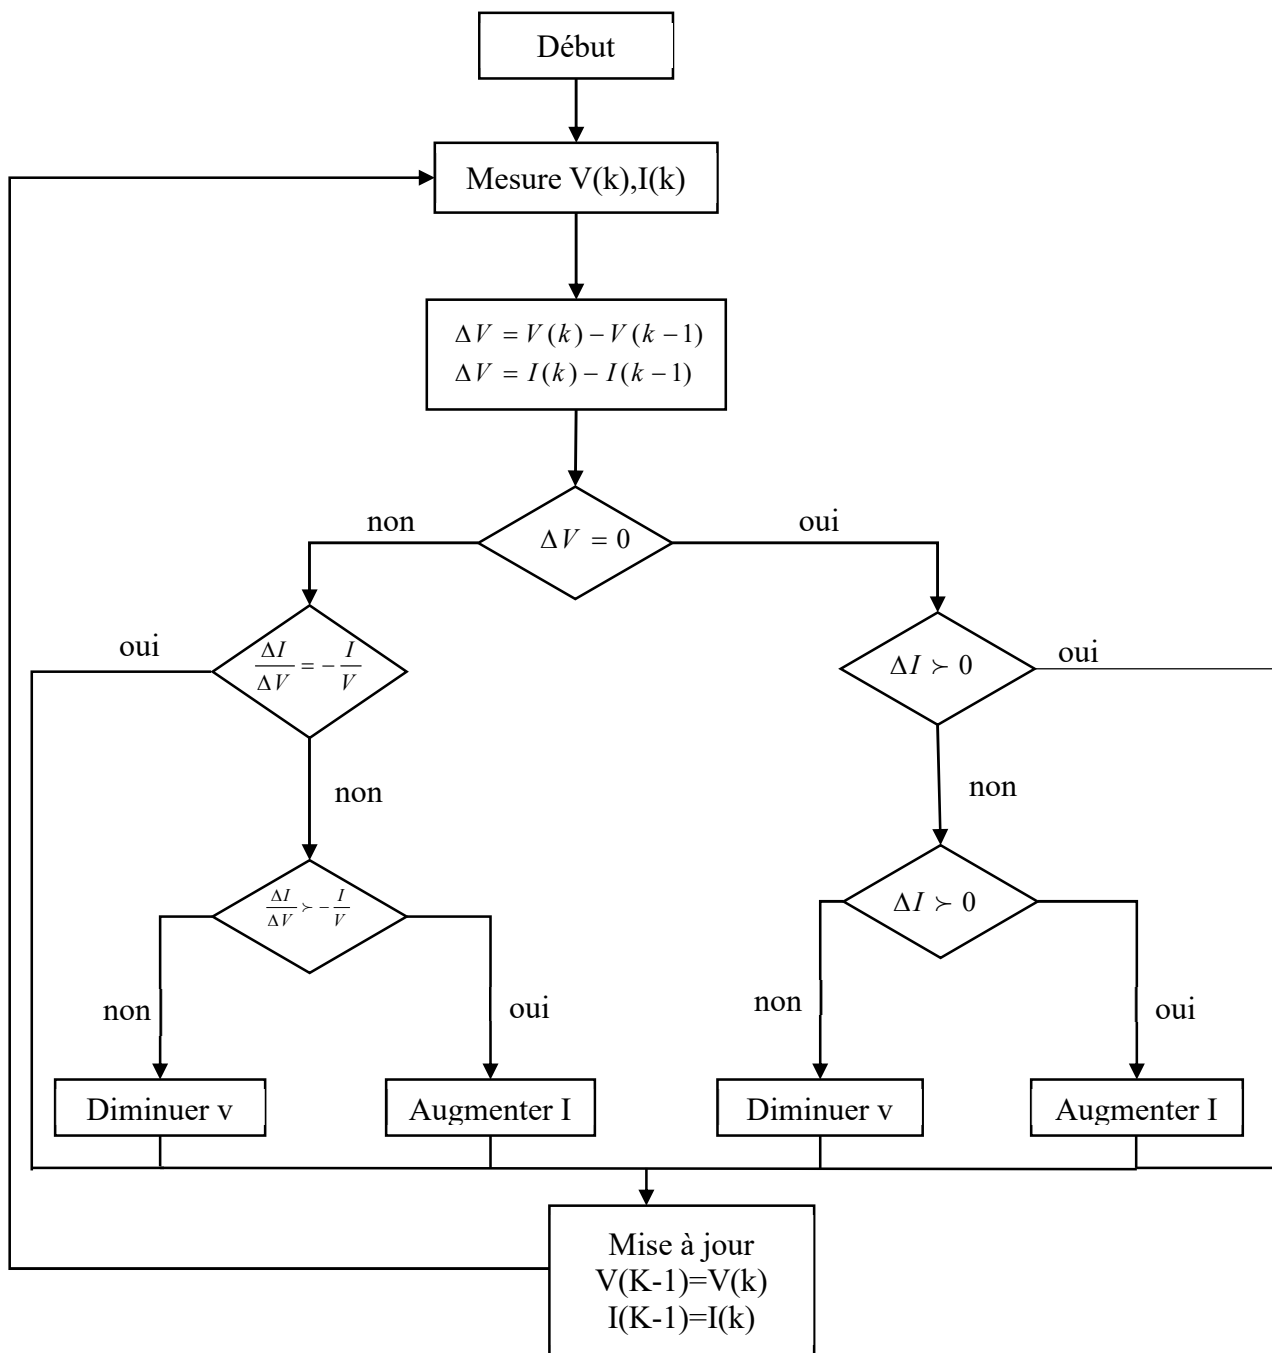 Début
Mesure V(k),I(k)
ΔV = V(k) − V(k − 1)
ΔV = I(k) − I(k − 1)
non
oui
ΔV = 0
oui
ΔI/ΔV = − I/V
ΔI ≻ 0
oui
non
non
ΔI/ΔV ≻ − I/V
ΔI ≻ 0
non
oui
non
oui
Diminuer v
Augmenter I
Diminuer v
Augmenter I
Mise à jour
V(K-1)=V(k)
I(K-1)=I(k)